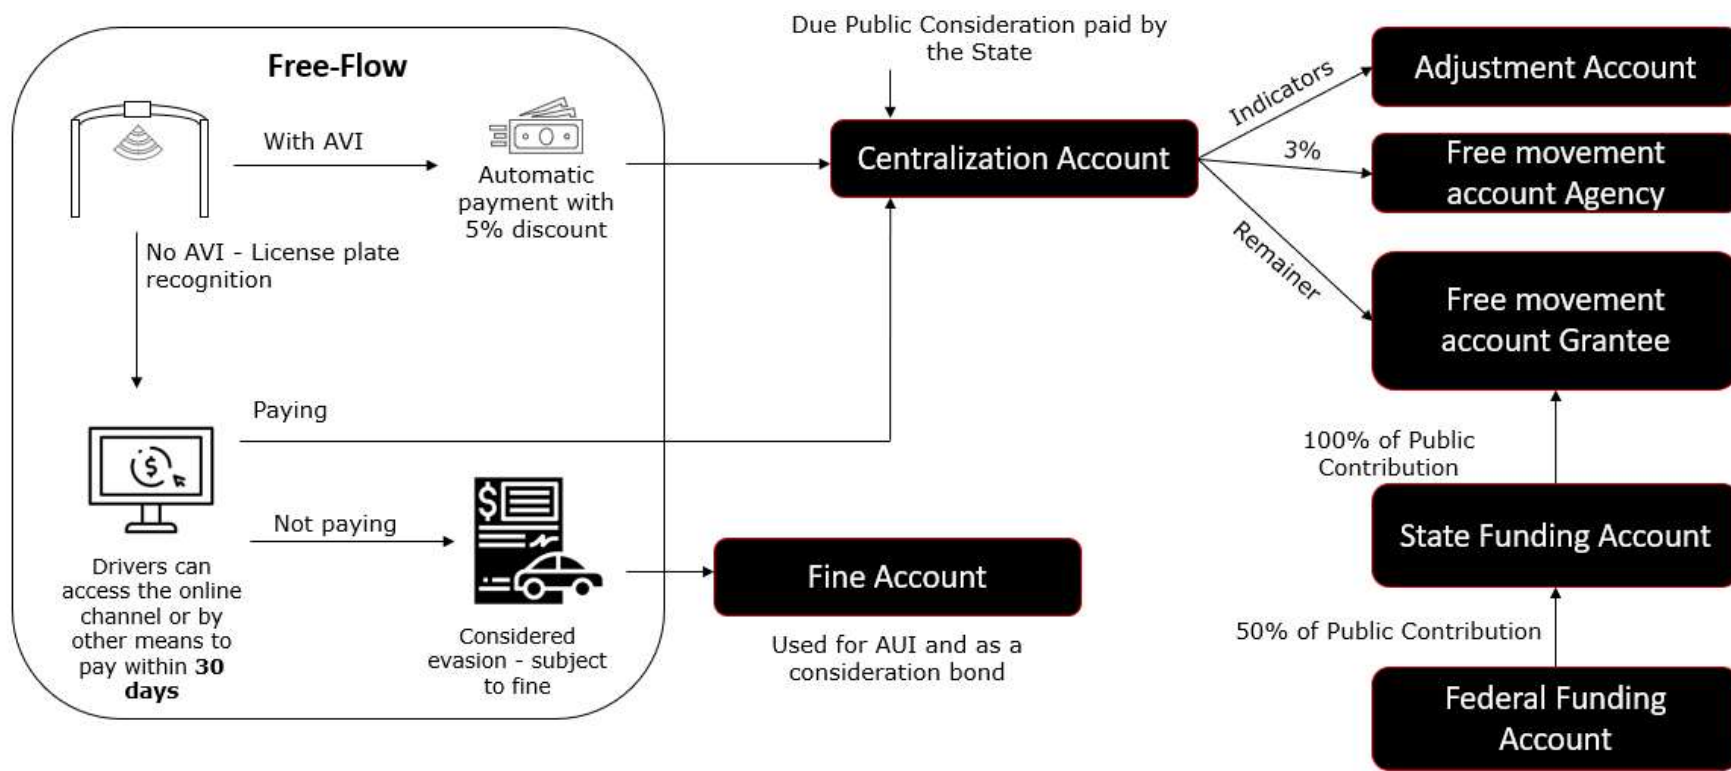 Free-Flow
With AVI
Automatic
payment with
5% discount
No AVI - License plate
recognition
Paying
Not paying
Drivers can
access the online
channel or by
other means to
pay within 30
days
Considered
evasion - subject
to fine
Due Public Consideration paid by
the State
Centralization Account
Fine Account
Used for AUI and as a
consideration bond
Indicators
3%
Remainer
Adjustment Account
Free movement
account Agency
Free movement
account Grantee
100% of Public
Contribution
State Funding Account
50% of Public Contribution
Federal Funding
Account